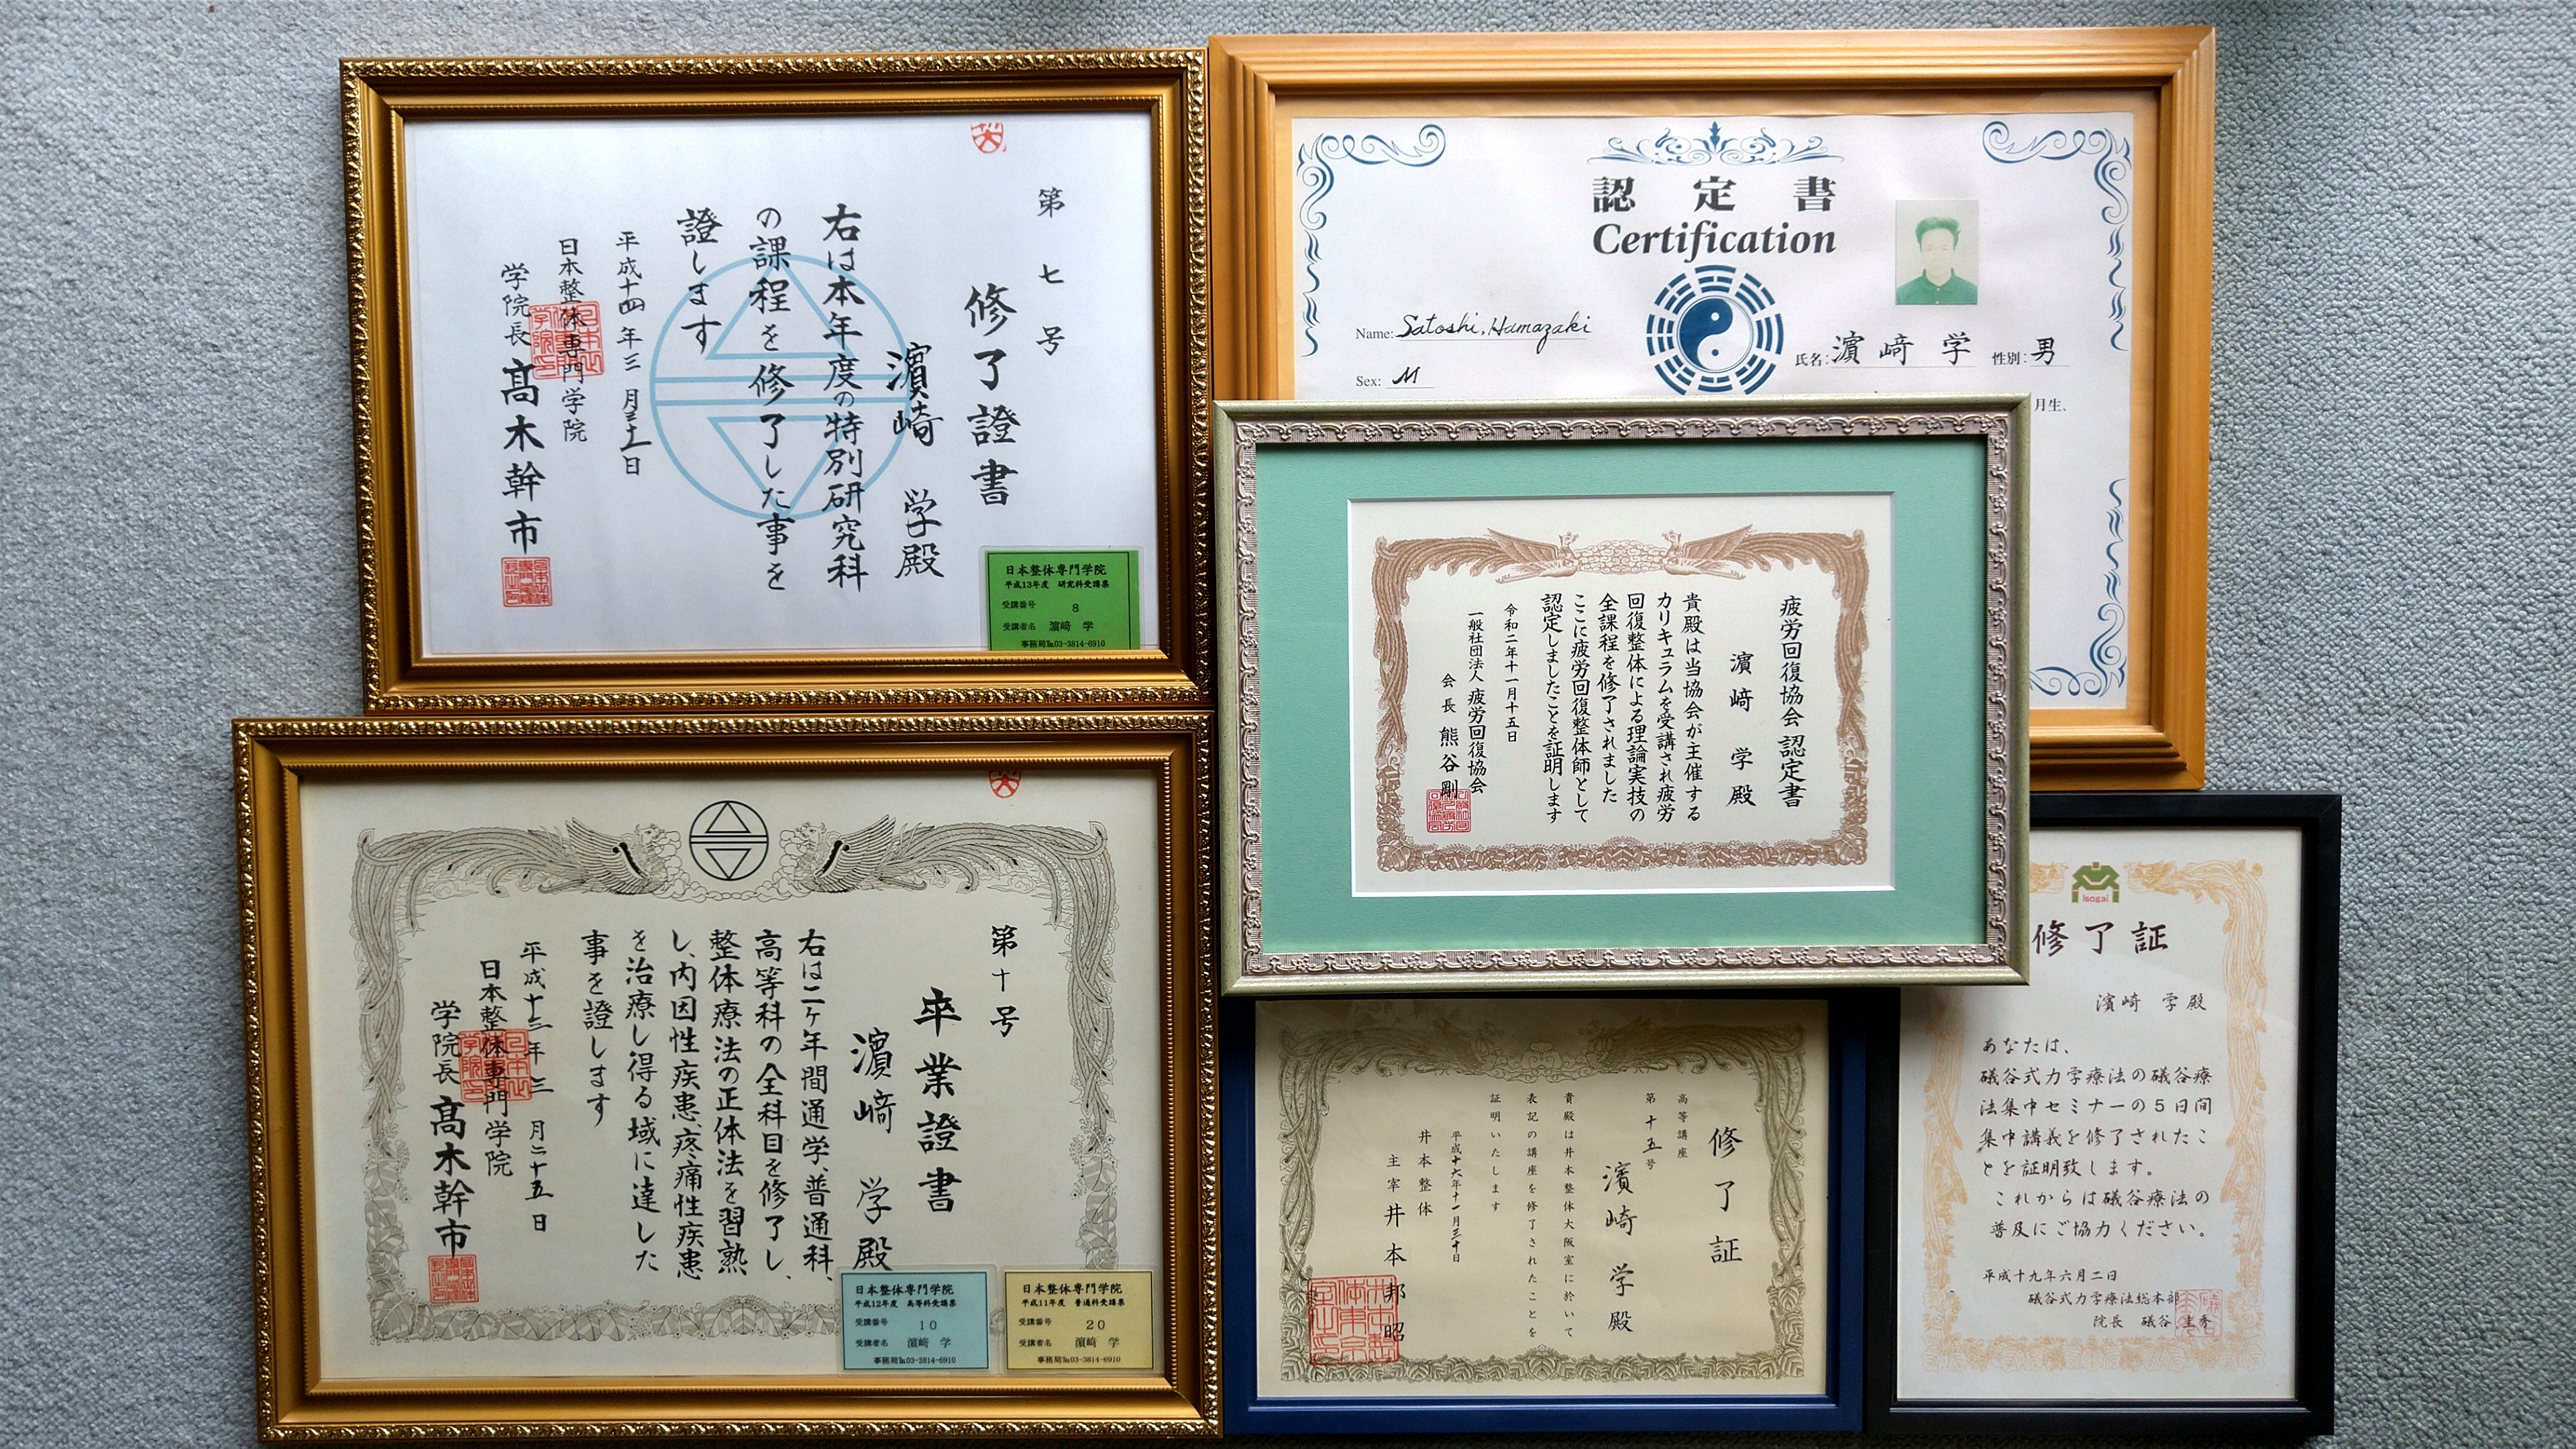 第七号
修了證書
濵﨑 学殿
右は本年度の特別研究科
の課程を修了した事を
證します
平成十四年三月三十一日
日本整体専門学院
学院長 髙木幹市
日本整体専門学院
平成13年度 研究科受講票
受講番号 8
受講者名 濵﨑 学
事務局℡03-3814-6910
認定書
Certification
Name: Satoshi, Hamazaki
氏名: 濵﨑 学 性別: 男
Sex: M
月生、
疲労回復協会 認定書
濵﨑 学 殿
貴殿は当協会が主催する
カリキュラムを受講され疲労
回復整体による理論実技の
全課程を修了されました
ここに疲労回復整体師として
認定しましたことを証明します
令和二年十一月十五日
一般社団法人 疲労回復協会
会長 熊谷 剛
第十号
卒業證書
濵﨑 学殿
右は二ヶ年間通学、普通科、
高等科の全科目を修了し、
整体療法の正体法を習熟
し、内因性疾患、疼痛性疾患
を治療し得る域に達した
事を證します
平成十三年三月二十五日
日本整体専門学院
学院長 髙木幹市
日本整体専門学院
平成12年度 高等科受講票
受講番号 10
受講者名 濵﨑 学
事務局℡03-3814-6910
日本整体専門学院
平成11年度 普通科受講票
受講番号 20
受講者名 濵﨑 学
事務局℡03-3814-6910
修了証
高等講座
第十五号
濵﨑 学殿
貴殿は井本整体大阪室に於いて
表記の講座を修了されたことを
証明いたします
平成十六年十一月三十日
井本整体
主宰 井本邦昭
isogai
修了証
濵﨑 学殿
あなたは、
礒谷式力学療法の礒谷療
法集中セミナーの5日間
集中講義を修了されたこ
とを証明致します。
これからは礒谷療法の
普及にご協力ください。
平成十九年六月二日
礒谷式力学療法総本部
院長 礒谷 圭秀